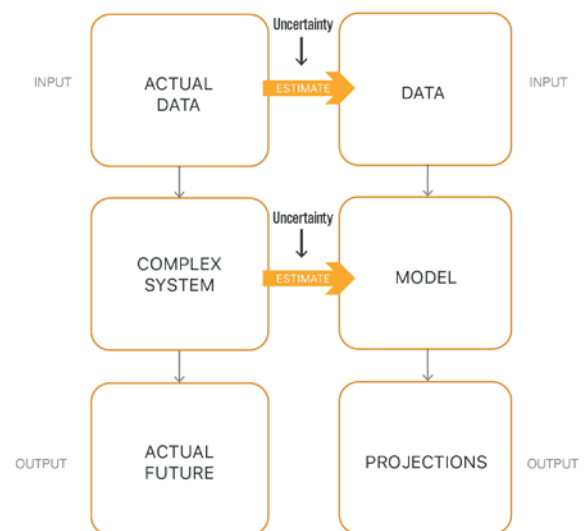 Uncertainty
INPUT
ACTUAL
DATA
ESTIMATE
DATA
INPUT
Uncertainty
COMPLEX
SYSTEM
ESTIMATE
MODEL
OUTPUT
ACTUAL
FUTURE
PROJECTIONS
OUTPUT